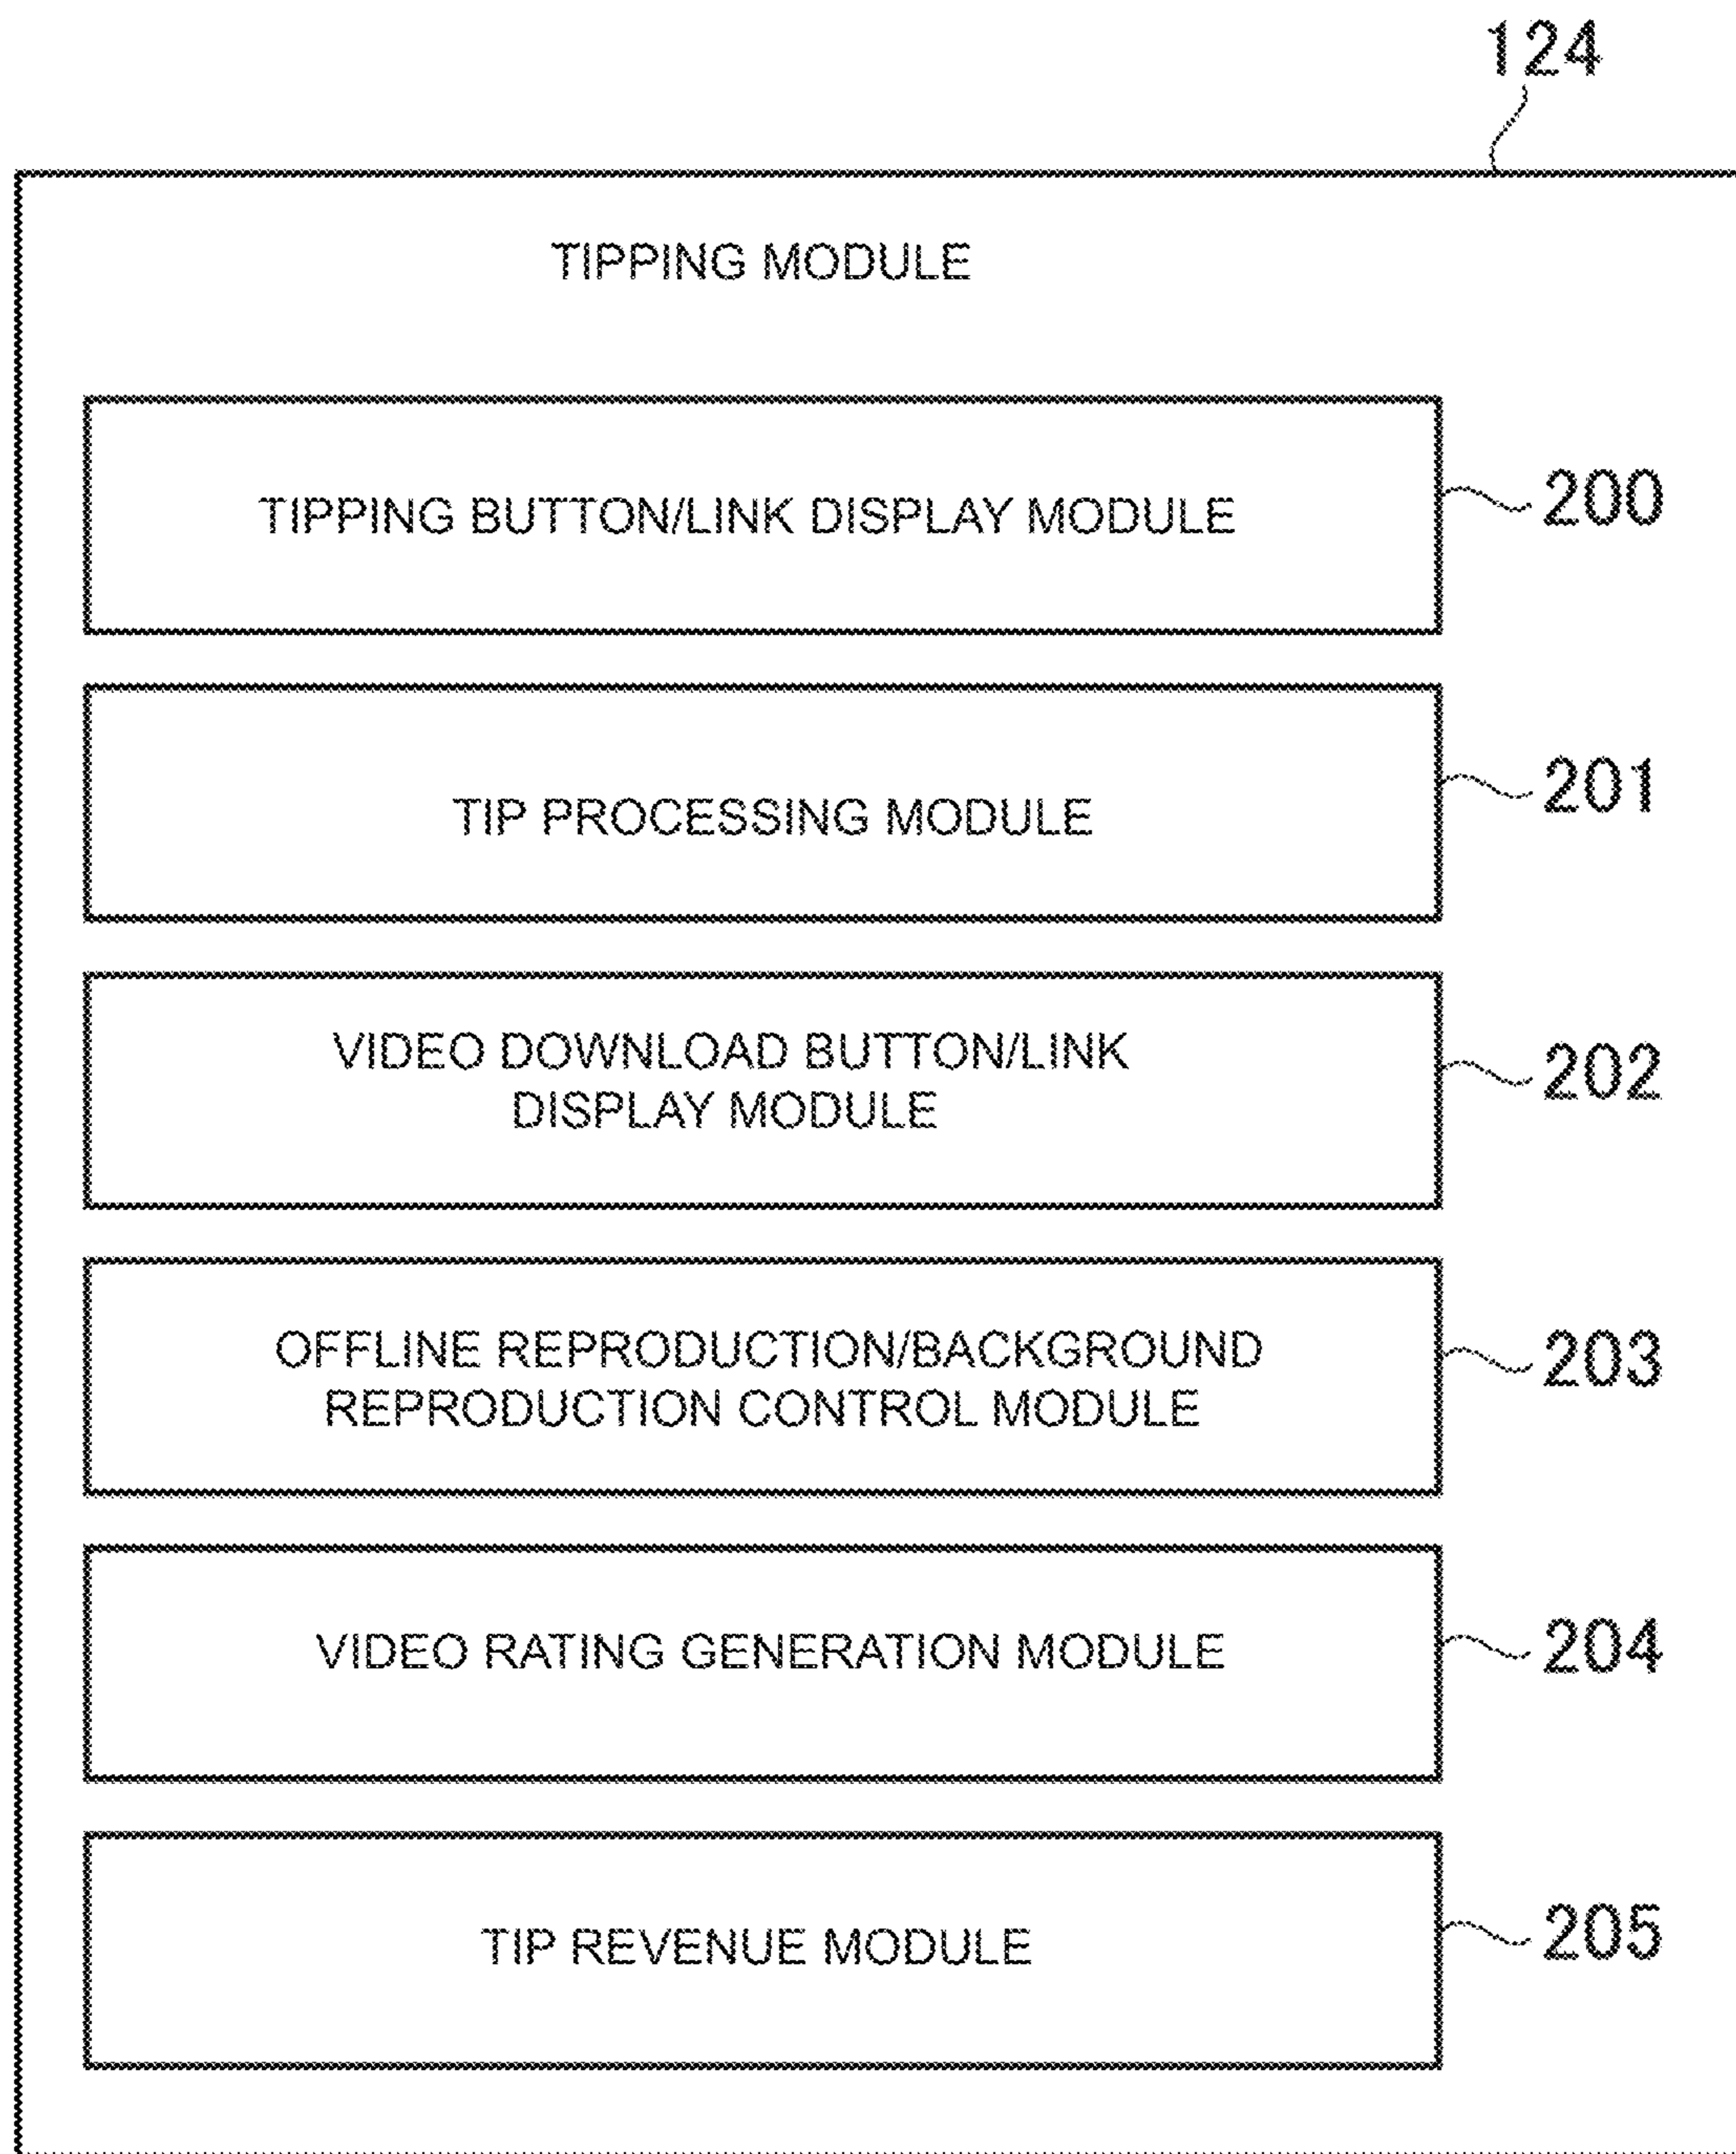 124
TIPPING MODULE
TIPPING BUTTON/LINK DISPLAY MODULE
200
TIP PROCESSING MODULE
201
VIDEO DOWNLOAD BUTTON/LINK
DISPLAY MODULE
202
OFFLINE REPRODUCTION/BACKGROUND
REPRODUCTION CONTROL MODULE
203
VIDEO RATING GENERATION MODULE
204
TIP REVENUE MODULE
205